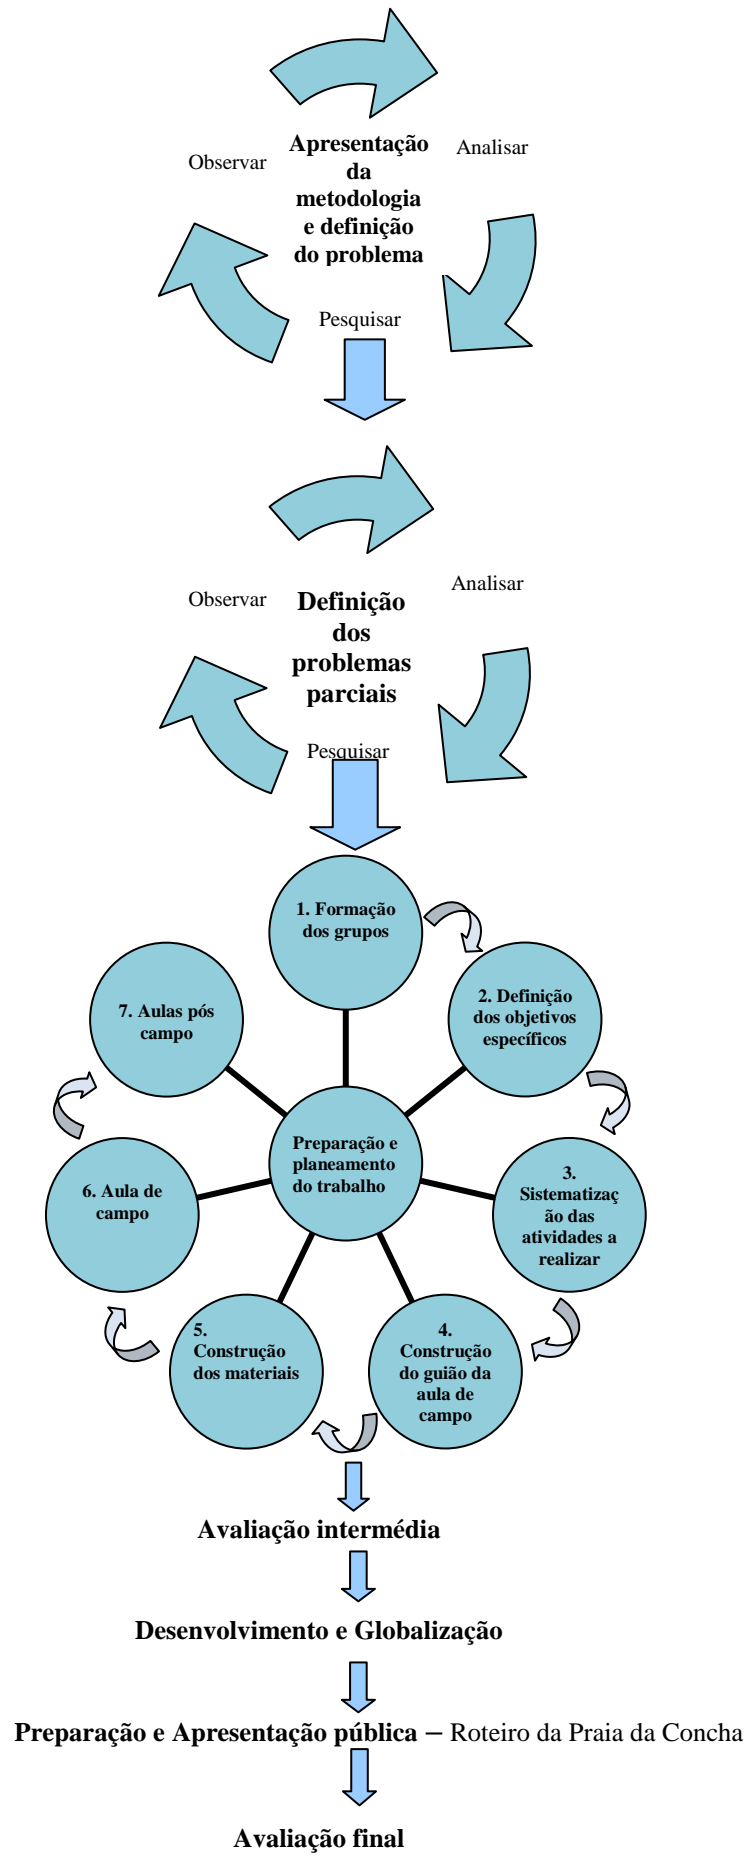 Observar
Apresentação
da
metodologia
e definição
do problema
Analisar
Pesquisar
Observar
Definição
dos
problemas
parciais
Analisar
Pesquisar
1. Formação
dos grupos
2. Definição
dos objetivos
específicos
3.
Sistematizaç
ão das
atividades a
realizar
4.
Construção
do guião da
aula de
campo
5.
Construção
dos materiais
6. Aula de
campo
7. Aulas pós
campo
Preparação e
planeamento
do trabalho
Avaliação intermédia
Desenvolvimento e Globalização
Preparação e Apresentação pública – Roteiro da Praia da Concha
Avaliação final